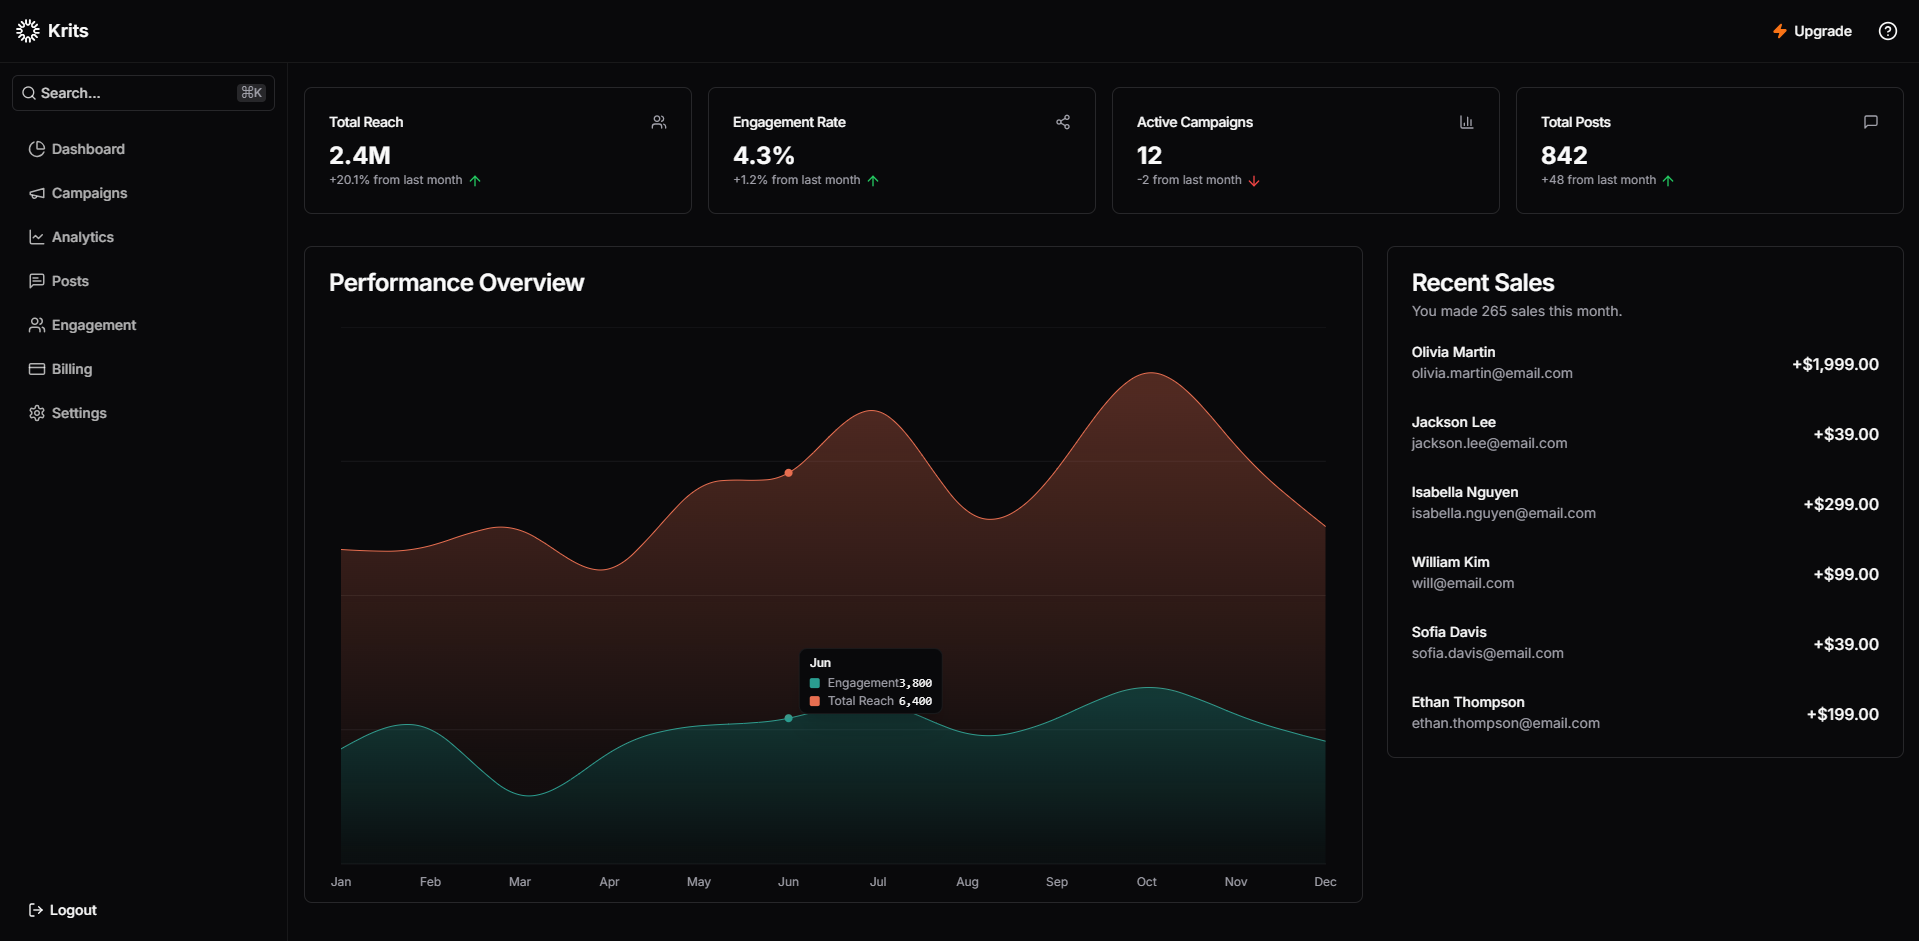 Krits
Upgrade
Search...
⌘K
Dashboard
Campaigns
Analytics
Posts
Engagement
Billing
Settings
Logout
Total Reach
2.4M
+20.1% from last month
Engagement Rate
4.3%
+1.2% from last month
Active Campaigns
12
-2 from last month
Total Posts
842
+48 from last month
Performance Overview
Jun
Engagement3,800
Total Reach 6,400
Jan Feb Mar Apr May Jun Jul Aug Sep Oct Nov Dec
Recent Sales
You made 265 sales this month.
Olivia Martin
olivia.martin@email.com
+$1,999.00
Jackson Lee
jackson.lee@email.com
+$39.00
Isabella Nguyen
isabella.nguyen@email.com
+$299.00
William Kim
will@email.com
+$99.00
Sofia Davis
sofia.davis@email.com
+$39.00
Ethan Thompson
ethan.thompson@email.com
+$199.00